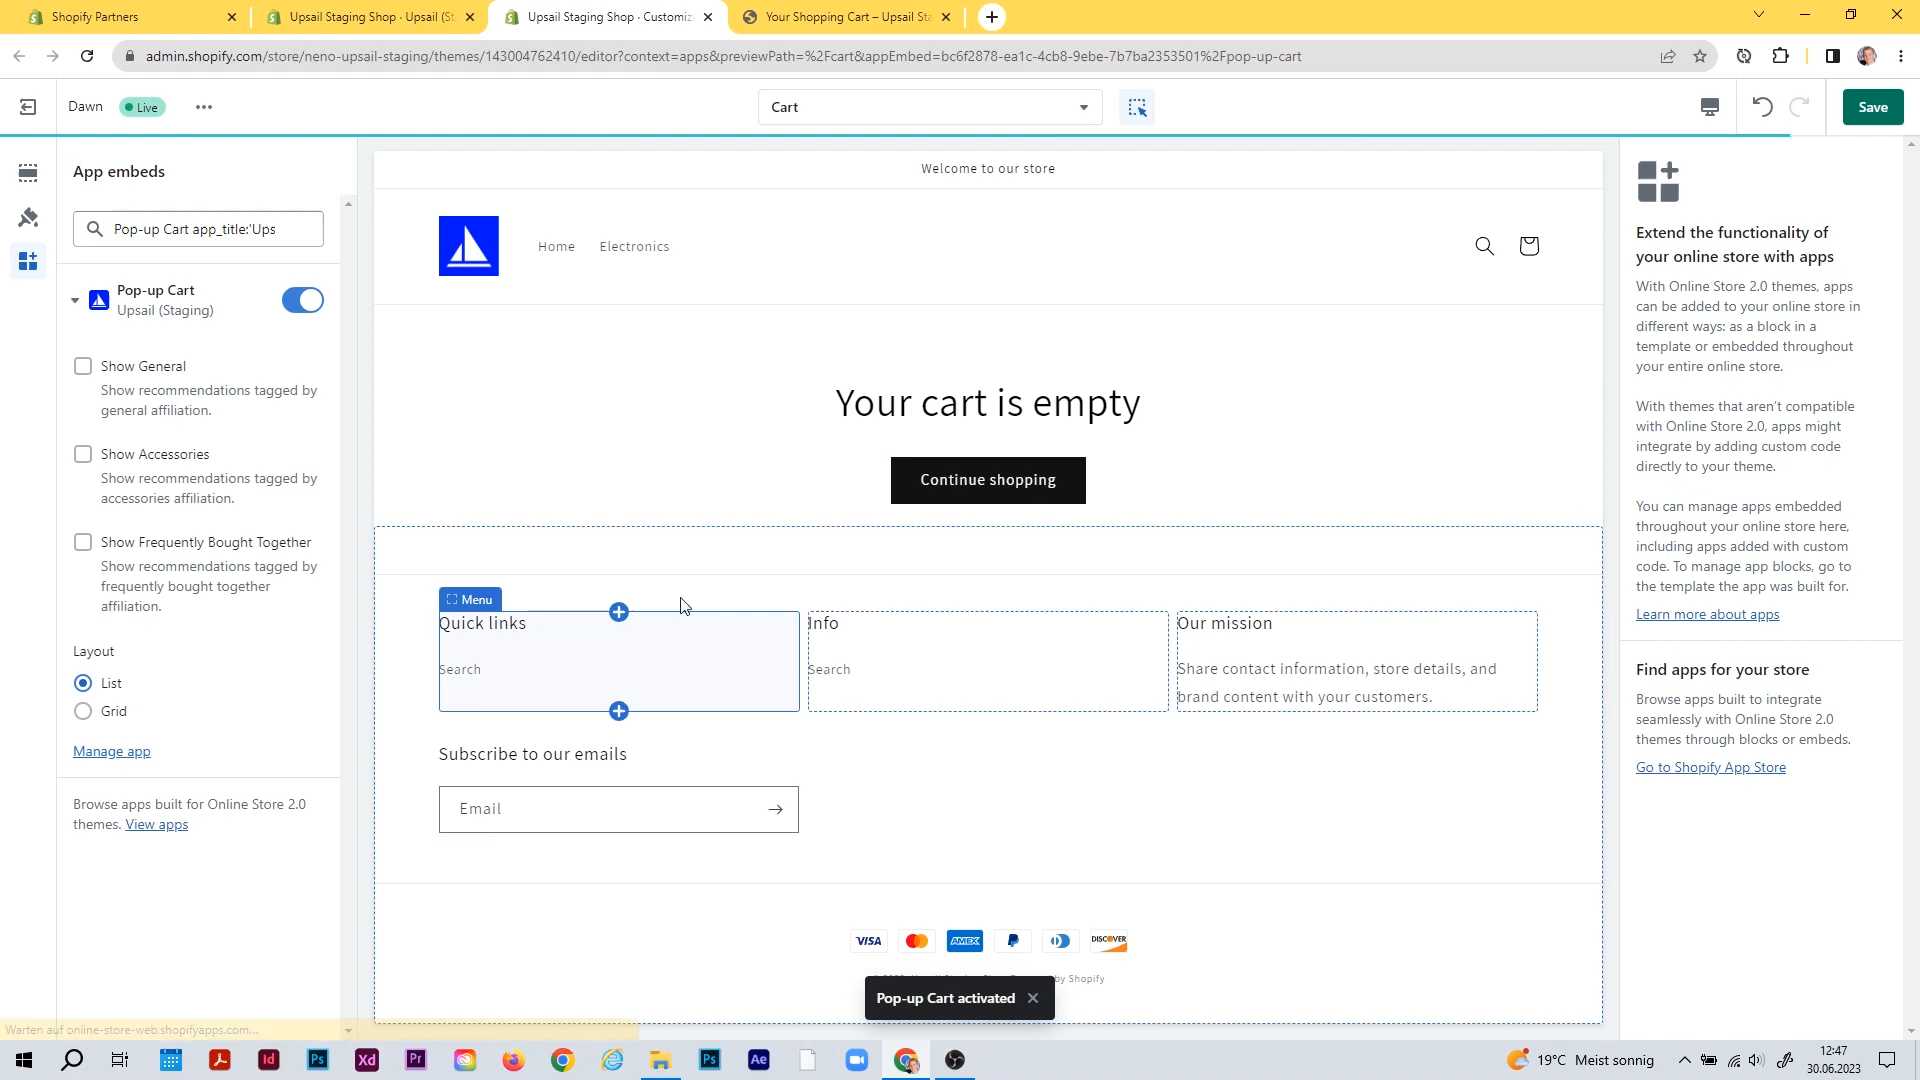 Shopify Partners
Upsail Staging Shop · Upsail (St
Upsail Staging Shop · Customiz
Your Shopping Cart – Upsail Sta
admin.shopify.com/store/neno-upsail-staging/themes/143004762410/editor?context=apps&previewPath=%2Fcart&appEmbed=bc6f2878-ea1c-4cb8-9ebe-7b7ba2353501%2Fpop-up-cart
Dawn
Live
Cart
Save
App embeds
Pop-up Cart app_title:'Ups
Pop-up Cart
Upsail (Staging)
Show General
Show recommendations tagged by
general affiliation.
Show Accessories
Show recommendations tagged by
accessories affiliation.
Show Frequently Bought Together
Show recommendations tagged by
frequently bought together
affiliation.
Layout
List
Grid
Manage app
Browse apps built for Online Store 2.0
themes. View apps
Warten auf online-store-web.shopifyapps.com...
Welcome to our store
Home
Electronics
Your cart is empty
Continue shopping
Menu
Quick links
Search
Info
Search
Our mission
Share contact information, store details, and
brand content with your customers.
Subscribe to our emails
Email
VISA
AMEX
DISCOVER
by Shopify
Pop-up Cart activated
Extend the functionality of
your online store with apps
With Online Store 2.0 themes, apps
can be added to your online store in
different ways: as a block in a
template or embedded throughout
your entire online store.
With themes that aren't compatible
with Online Store 2.0, apps might
integrate by adding custom code
directly to your theme.
You can manage apps embedded
throughout your online store here,
including apps added with custom
code. To manage app blocks, go to
the template the app was built for.
Learn more about apps
Find apps for your store
Browse apps built to integrate
seamlessly with Online Store 2.0
themes through blocks or embeds.
Go to Shopify App Store
Id
Ps
Xd
Pr
Ps
Ae
19°C Meist sonnig
12:47
30.06.2023